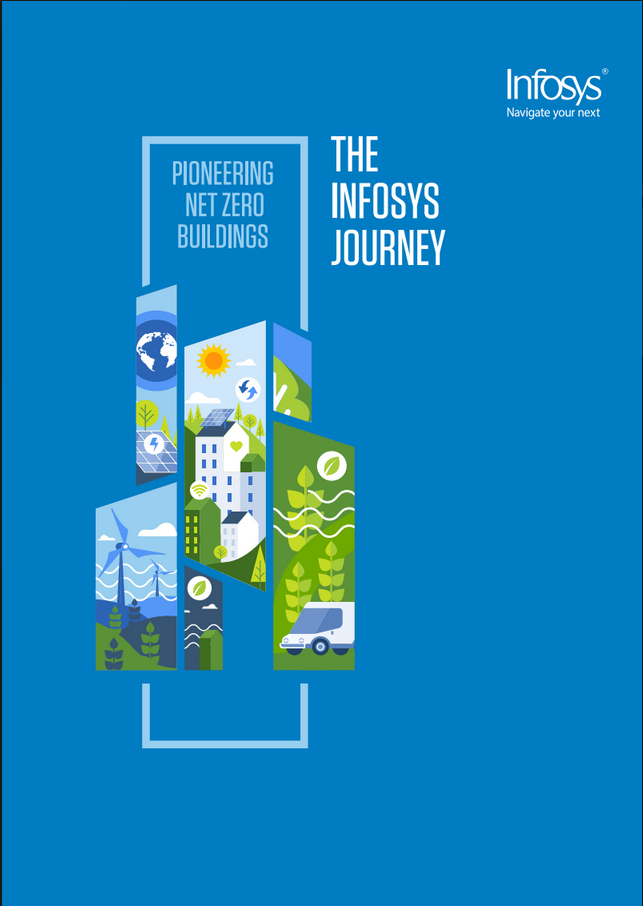 Infosys®
Navigate your next
PIONEERING
NET ZERO
BUILDINGS
THE
INFOSYS
JOURNEY